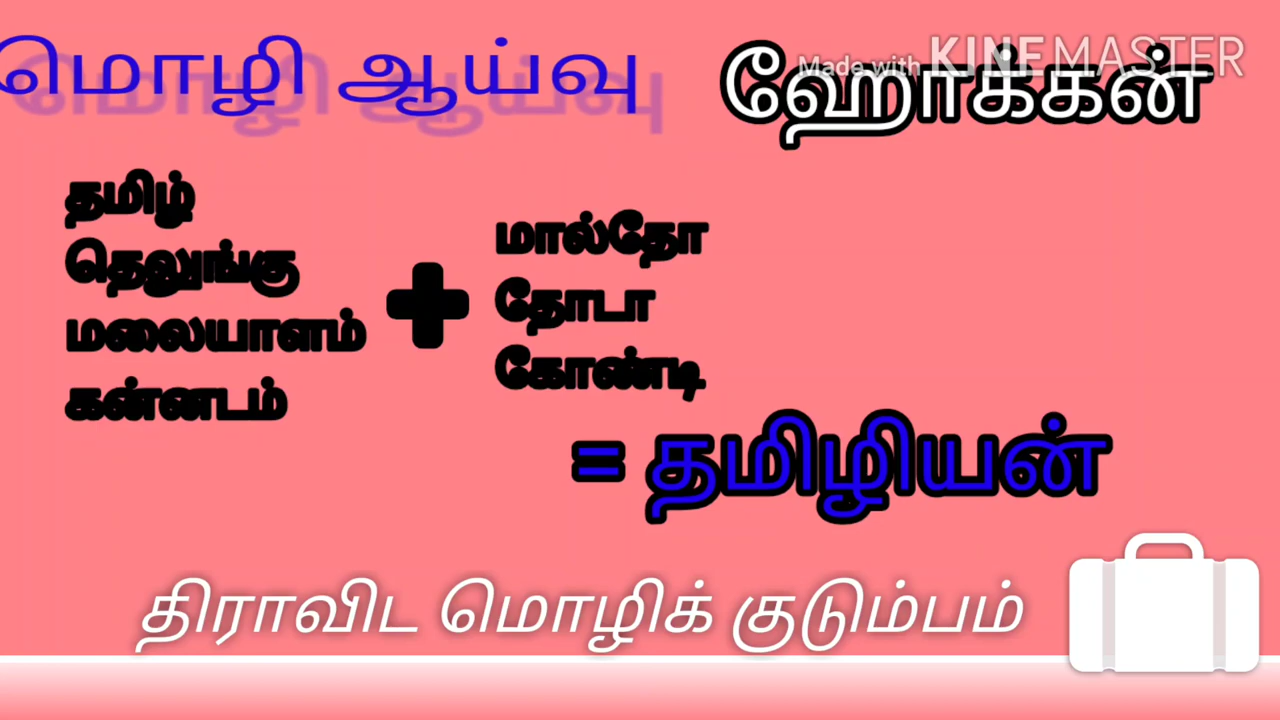 மொழி ஆய்வு
ஹோக்கன்
Made with KINEMASTER
தமிழ்
தெலுங்கு
மலையாளம்
கன்னடம்
+
மால்தோ
தோடா
கோண்டி
= தமிழியன்
திராவிட மொழிக் குடும்பம்